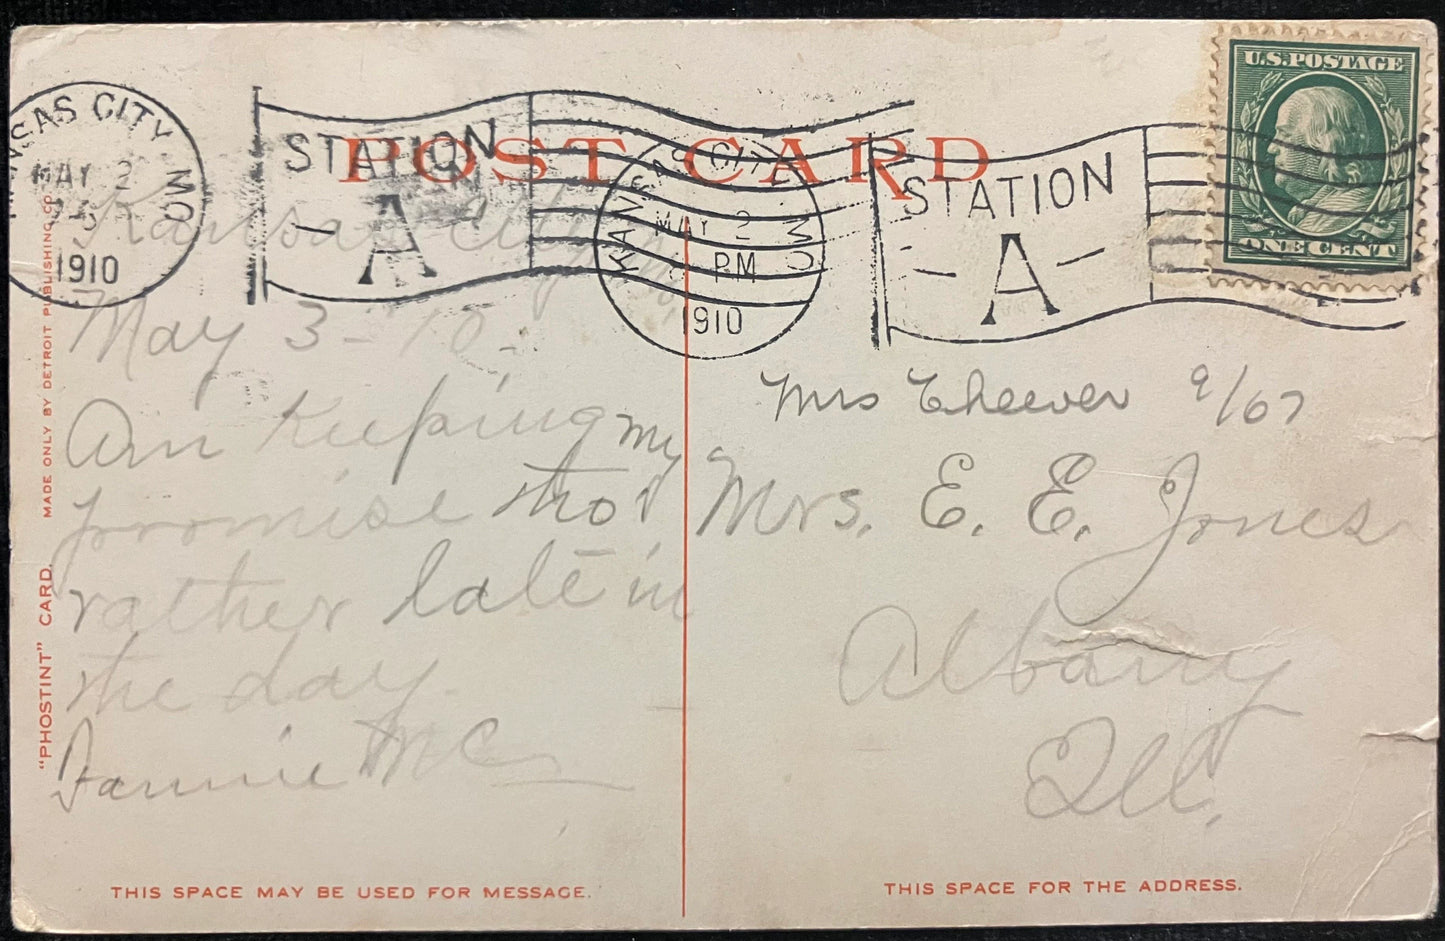 KANSAS CITY, MO.
MAY 2
1910
STATION
A
POST CARD
KANSAS CITY, MO
MAY 2
PM
1910
STATION
- A -
U.S. POSTAGE
ONE CENT
Kansas City
May 3 - 10.
Am keeping my
promise tho'
rather late in
the day.
Fannie MC
Mrs Cheever 9/07
Mrs. E. E. Jones
Albany
Ill.
"PHOSTINT" CARD. MADE ONLY BY DETROIT PUBLISHING CO.
THIS SPACE MAY BE USED FOR MESSAGE.
THIS SPACE FOR THE ADDRESS.